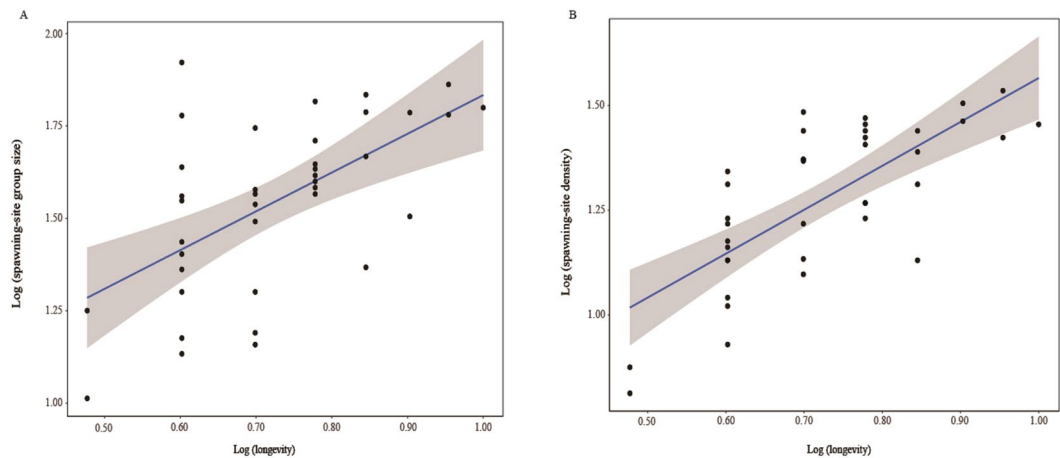 A
Log (spawning-site group size)
2.00
1.75
1.50
1.25
1.00
0.50 0.60 0.70 0.80 0.90 1.00
Log (longevity)
B
Log (spawning-site density)
1.50
1.25
1.00
0.50 0.60 0.70 0.80 0.90 1.00
Log (longevity)